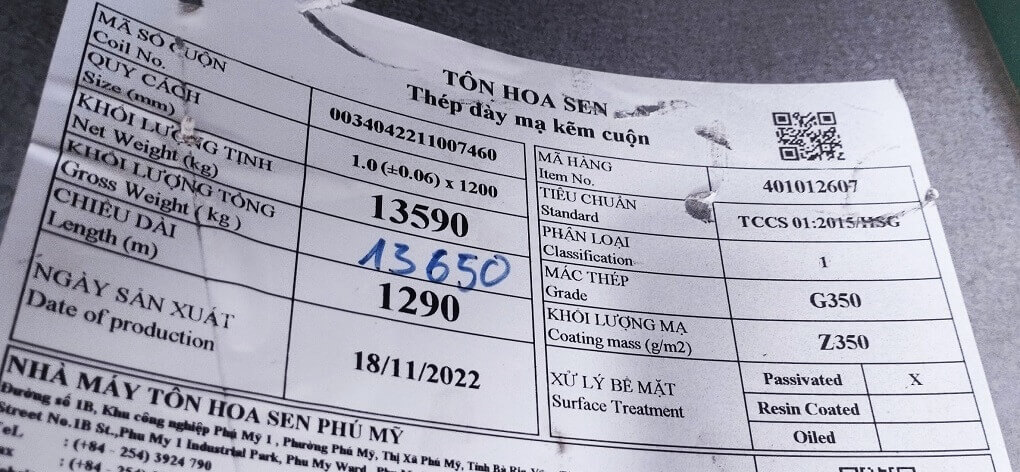 TÔN HOA SEN
Thép dày mạ kẽm cuộn
MÃ SỐ CUỘN
Coil No.
0034042211007460
QUY CÁCH
Size (mm)
1.0 (±0.06) x 1200
KHỐI LƯỢNG TỊNH
Net Weight (kg)
13590
KHỐI LƯỢNG TỔNG
Gross Weight ( kg )
13650
CHIỀU DÀI
Length (m)
1290
NGÀY SẢN XUẤT
Date of production
18/11/2022
MÃ HÀNG
Item No.
401012607
TIÊU CHUẨN
Standard
TCCS 01:2015/HSG
PHÂN LOẠI
Classification
1
MÁC THÉP
Grade
G350
KHỐI LƯỢNG MẠ
Coating mass (g/m2)
Z350
XỬ LÝ BỀ MẶT
Surface Treatment
Passivated X
Resin Coated
Oiled
NHÀ MÁY TÔN HOA SEN PHÚ MỸ
Đường số 1B, Khu công nghiệp Phú Mỹ 1 , Phường Phú Mỹ, Thị Xã Phú Mỹ, Tỉnh Bà Rịa
Street No.1B St.,Phu My 1 Industrial Park, Phu My Ward
TeL : (+84 - 254) 3924 790
: (+84 - 254)